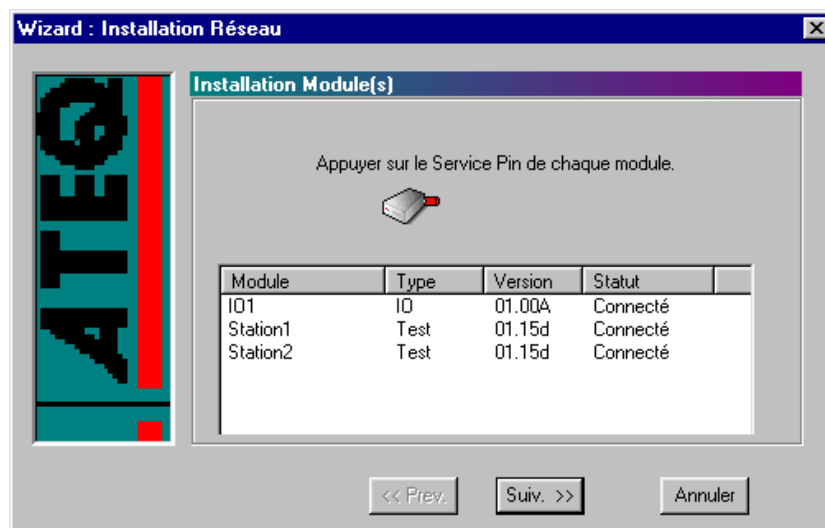 Wizard : Installation Réseau
ATEQ
Installation Module(s)
Appuyer sur le Service Pin de chaque module.
Module Type Version Statut
IO1 IO 01.00A Connecté
Station1 Test 01.15d Connecté
Station2 Test 01.15d Connecté
<< Prev. Suiv. >> Annuler